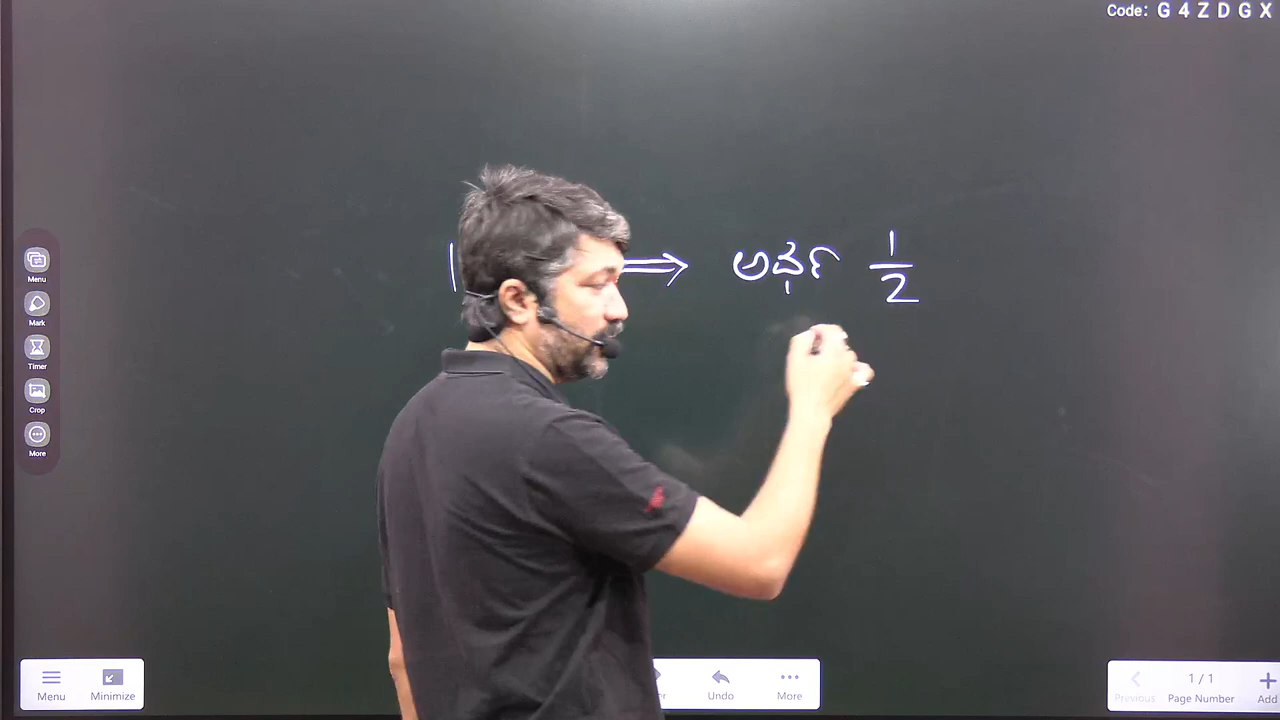 Code: G 4 Z D G X
Menu
Mark
Timer
Crop
More
1 ⇒ ಅರ್ಧ 1/2
Menu
Minimize
Undo
More
Previous
1 / 1
Page Number
Add